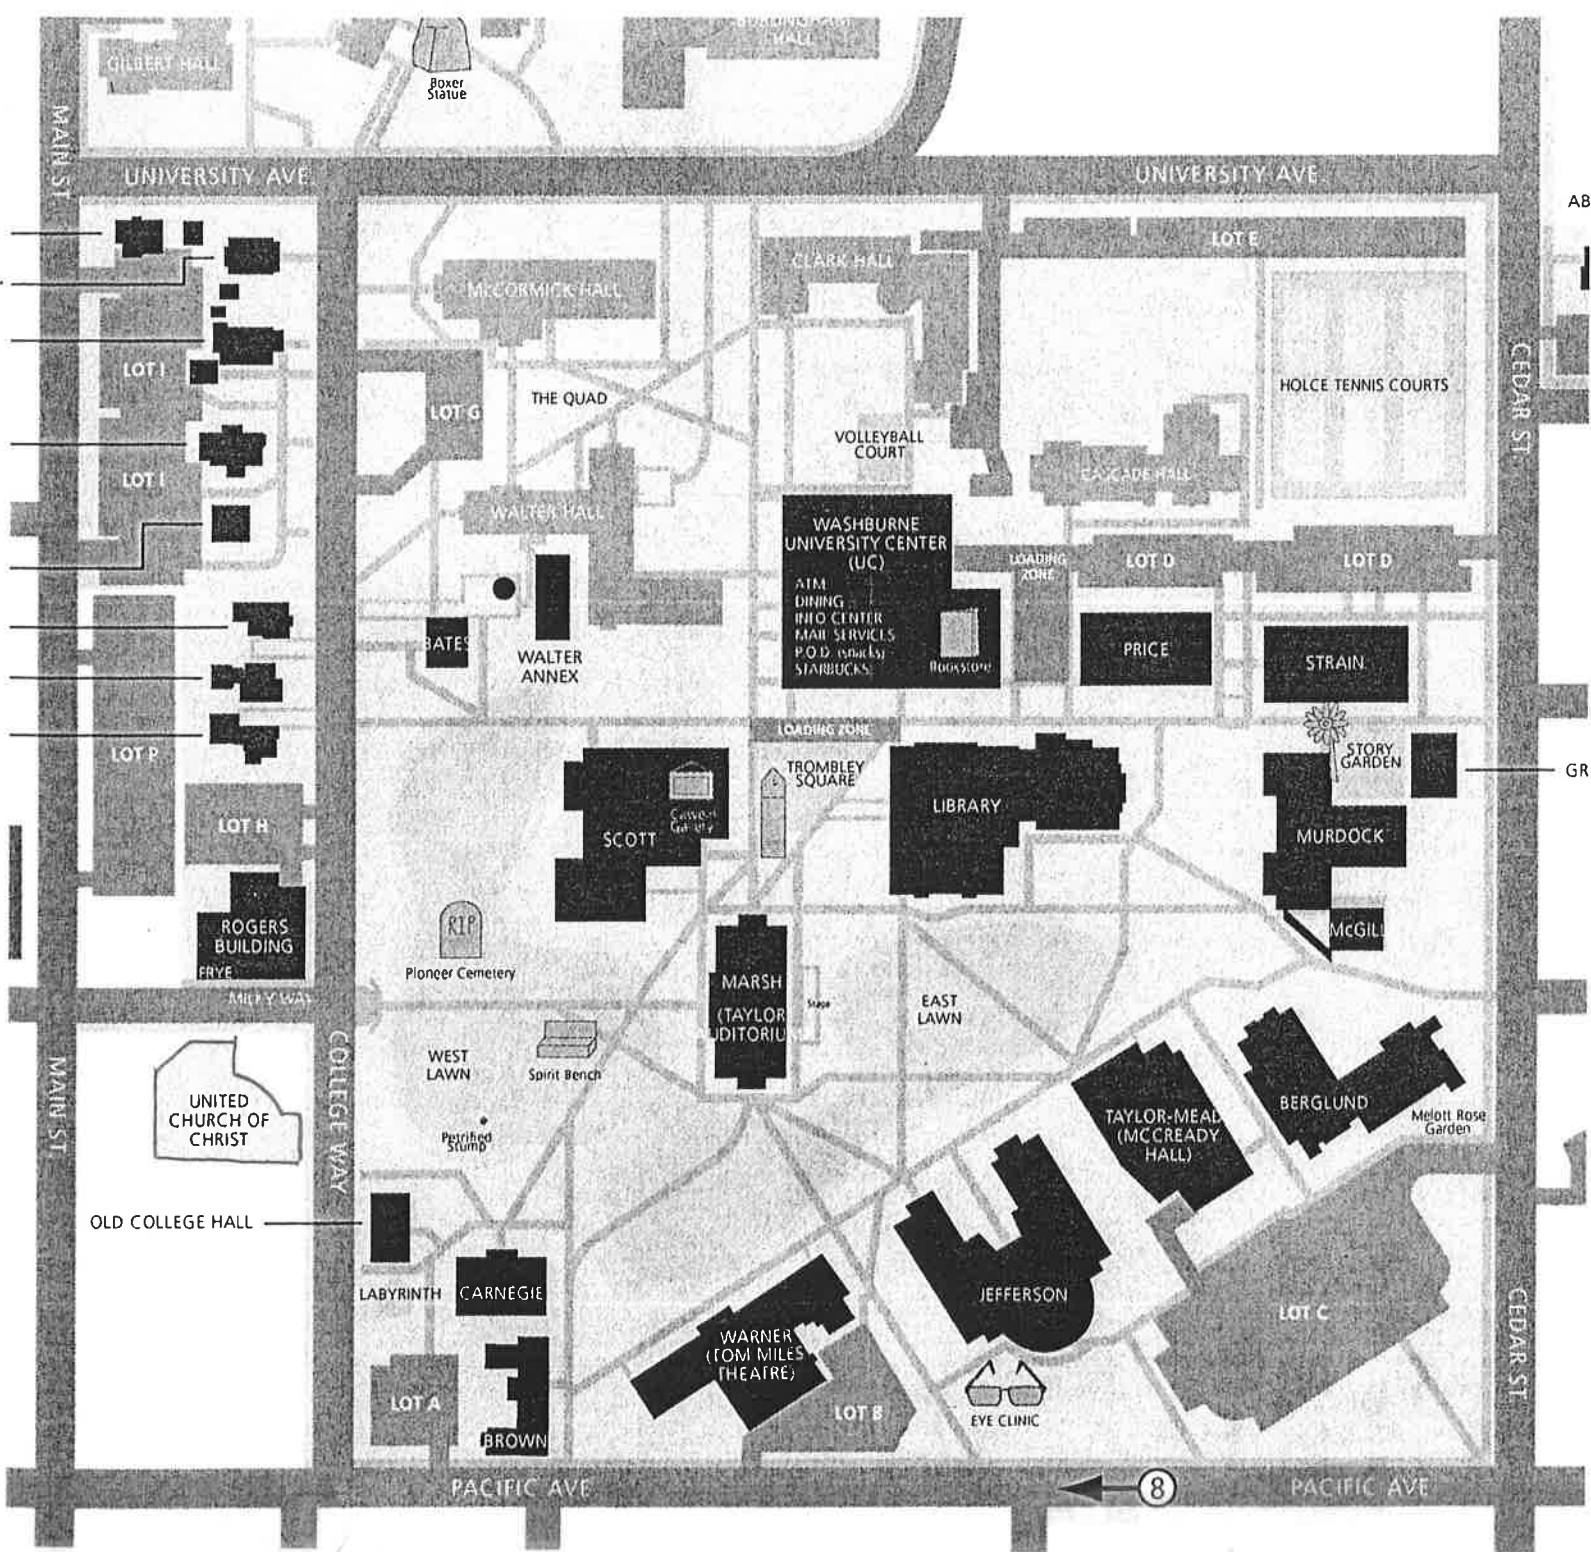 GILBERT HALL
HALL
Boxer
Statue
MAIN ST.
UNIVERSITY AVE.
UNIVERSITY AVE.
AB
LOT E
CLARK HALL
McCORMICK HALL
LOT I
LOT G
THE QUAD
VOLLEYBALL
COURT
HOLCE TENNIS COURTS
CEDAR ST.
LOT I
WALTER HALL
CASCADE HALL
WASHBURNE
UNIVERSITY CENTER
(UC)
ATM
DINING
INFO CENTER
MAIL SERVICES
P.O.D. (snacks)
STARBUCKS
Bookstore
LOADING
ZONE
LOT D
LOT D
BATES
WALTER
ANNEX
PRICE
STRAIN
LOT P
LOADING ZONE
TROMBLEY
SQUARE
STORY
GARDEN
GR
LOT H
SCOTT
Gallery
LIBRARY
MURDOCK
ROGERS
BUILDING
FRYE
RIP
Pioneer Cemetery
McGILL
MILKY WAY
MARSH
(TAYLOR
UDITORIU
Stage
EAST
LAWN
MAIN ST.
COLLEGE WAY
UNITED
CHURCH OF
CHRIST
WEST
LAWN
Spirit Bench
Petrified
Stump
TAYLOR-MEAD
(MCCREADY
HALL)
BERGLUND
Melott Rose
Garden
OLD COLLEGE HALL
LABYRINTH
CARNEGIE
JEFFERSON
LOT C
CEDAR ST.
WARNER
(TOM MILES
THEATRE)
LOT A
BROWN
LOT B
EYE CLINIC
PACIFIC AVE
8
PACIFIC AVE